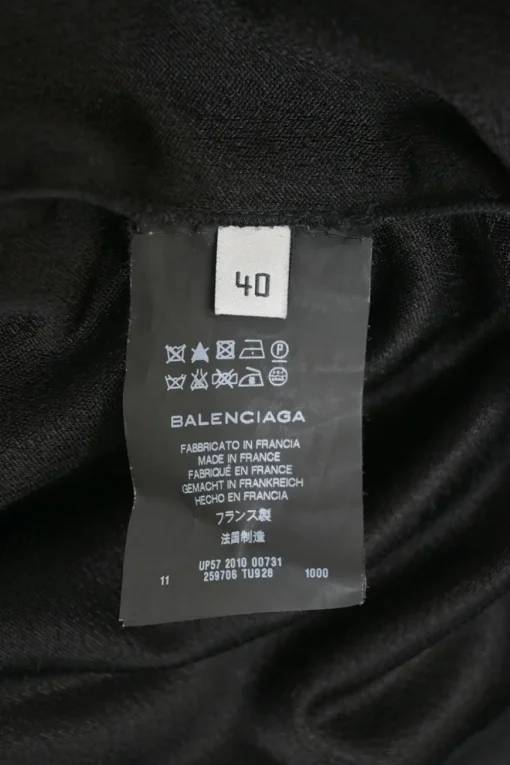 40
P
BALENCIAGA
FABBRICATO IN FRANCIA
MADE IN FRANCE
FABRIQUÉ EN FRANCE
GEMACHT IN FRANKREICH
HECHO EN FRANCIA
フランス製
法国制造
UP57 2010 00731
11 259706 TU928 1000